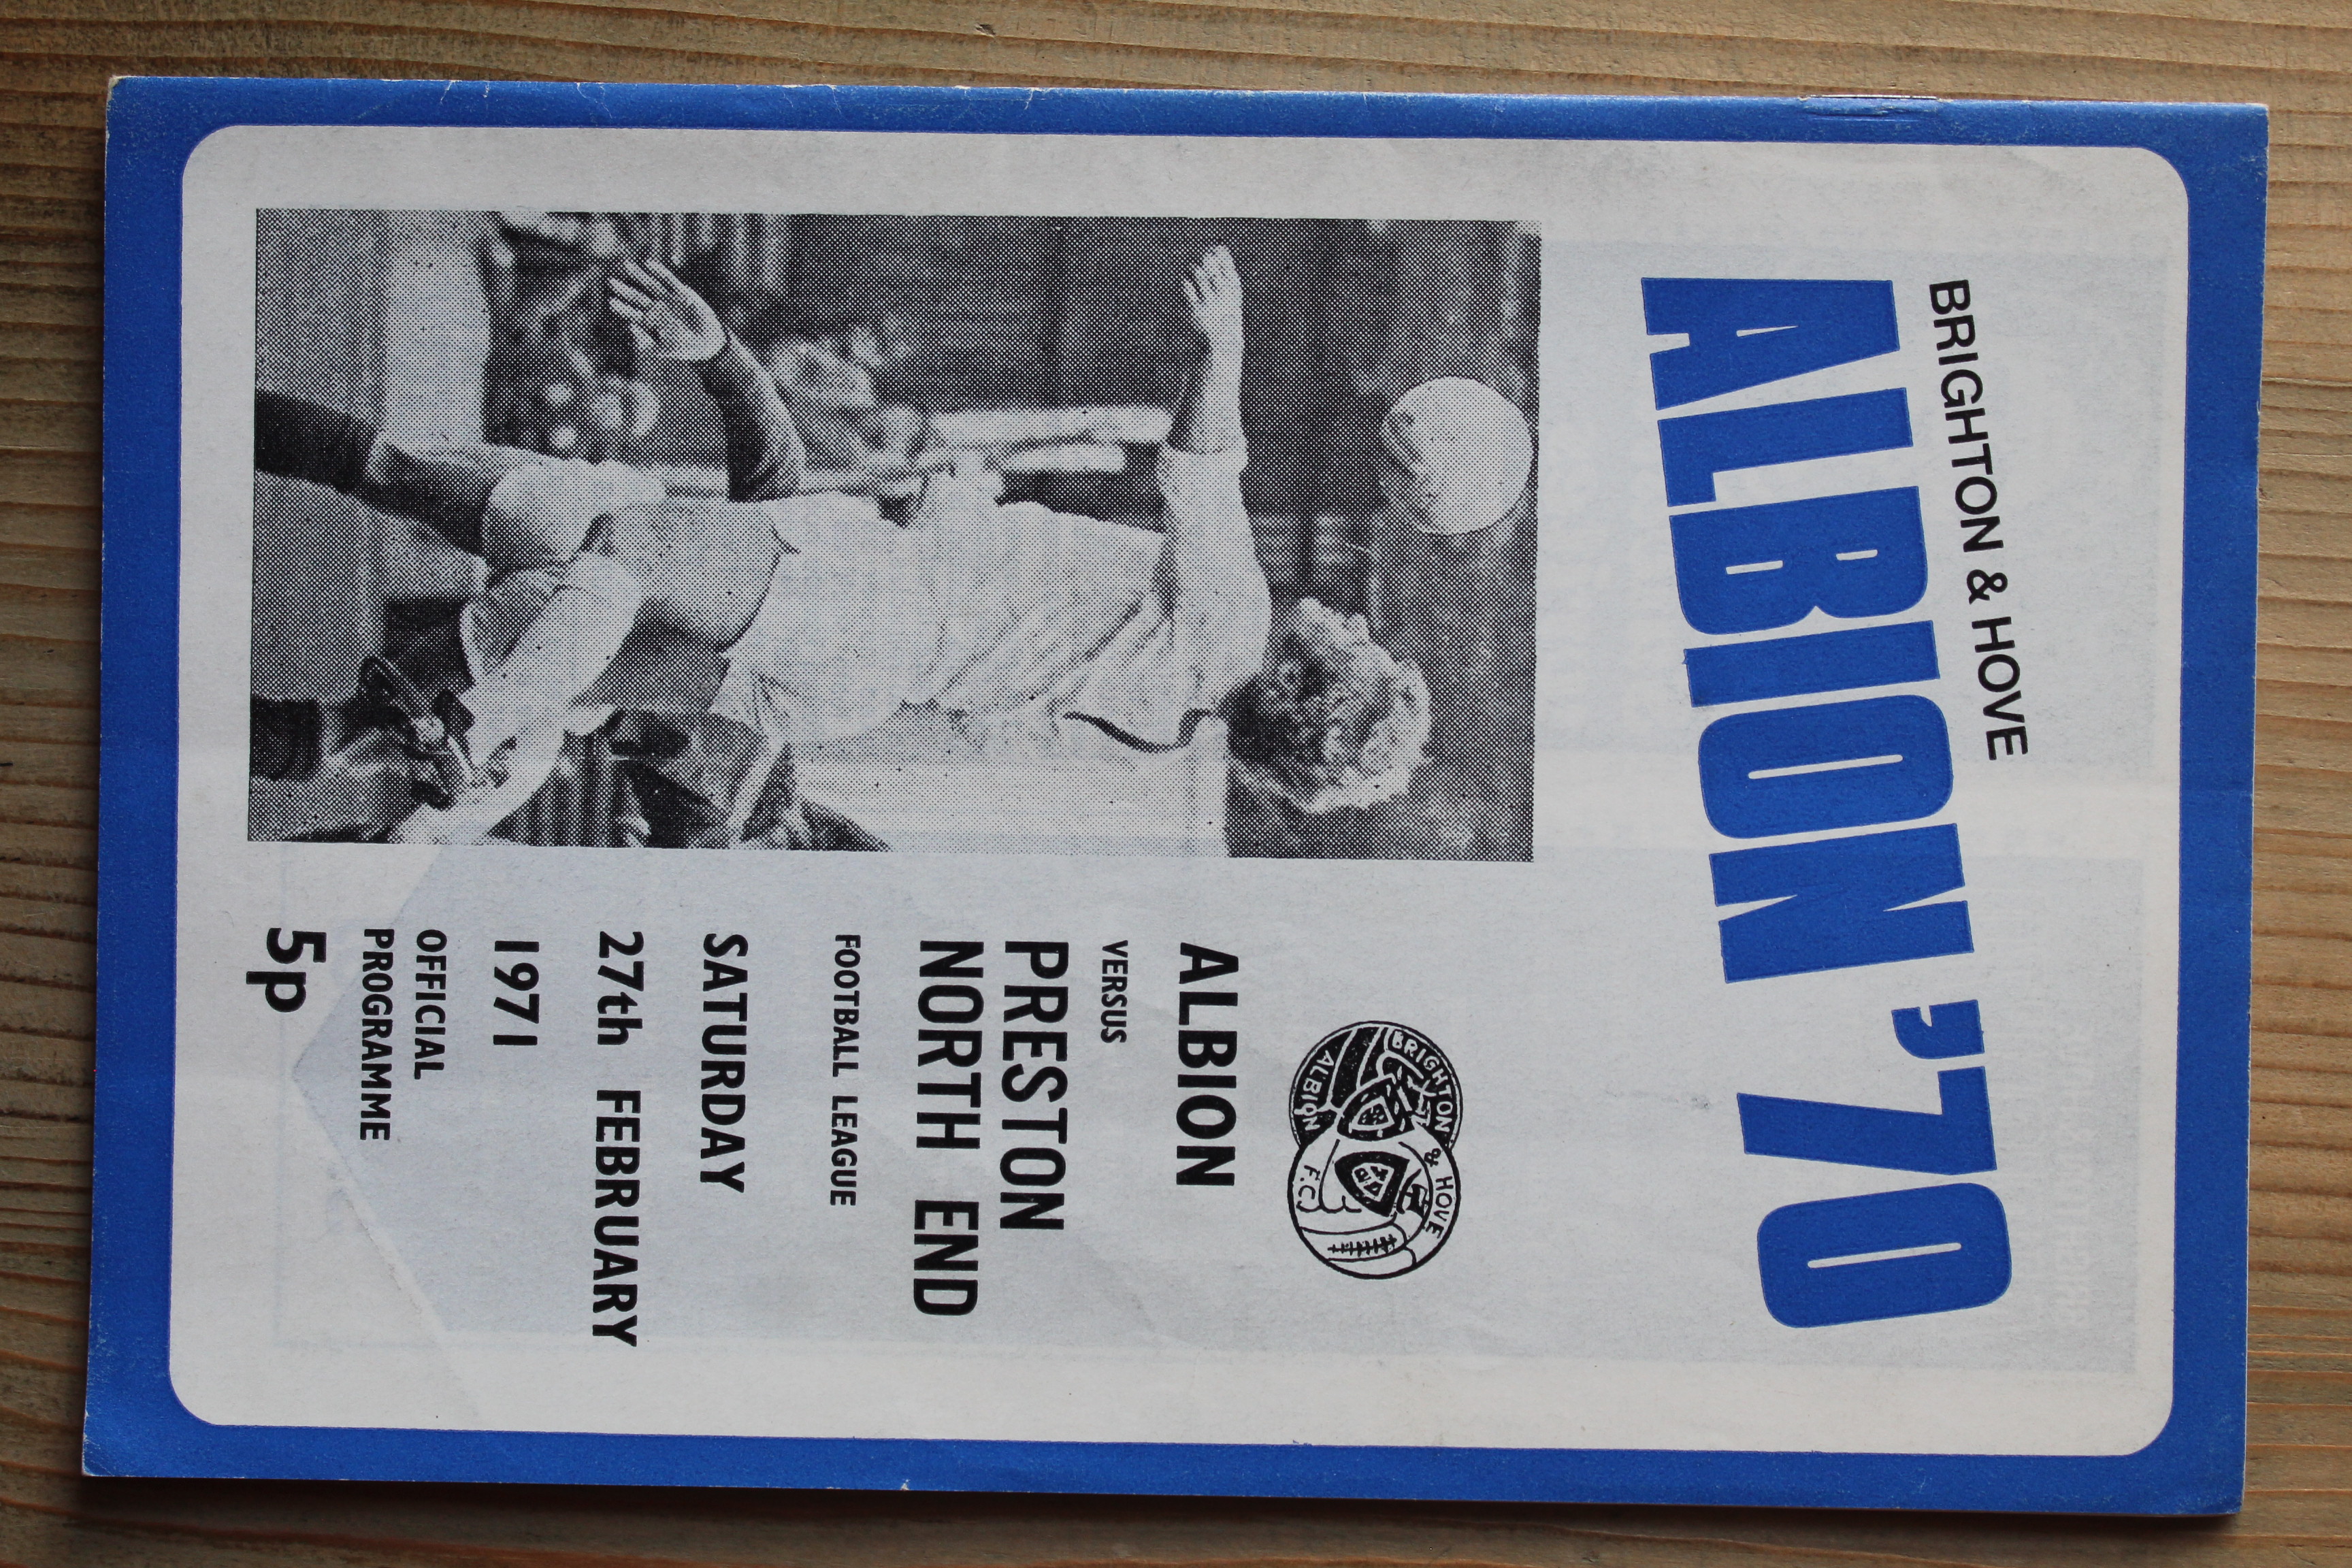 BRIGHTON & HOVE
ALBION '70
BRIGHTON & HOVE
ALBION F.C.
ALBION
VERSUS
PRESTON
NORTH END
FOOTBALL LEAGUE
SATURDAY
27th FEBRUARY
1971
OFFICIAL
PROGRAMME
5p